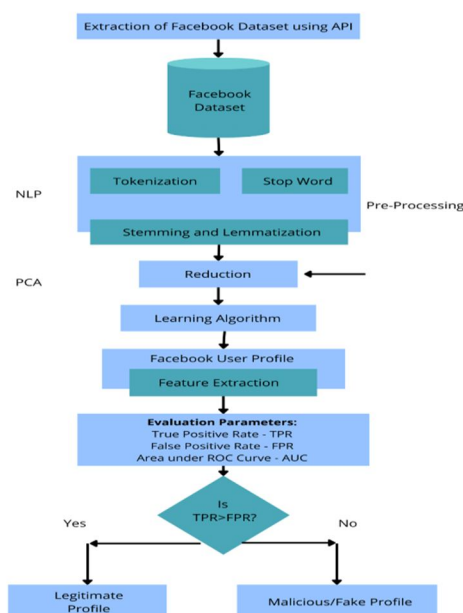 Extraction of Facebook Dataset using API
Facebook
Dataset
NLP
Tokenization
Stop Word
Pre-Processing
Stemming and Lemmatization
PCA
Reduction
Learning Algorithm
Facebook User Profile
Feature Extraction
Evaluation Parameters:
True Positive Rate - TPR
False Positive Rate - FPR
Area under ROC Curve - AUC
Is
TPR>FPR?
Yes
No
Legitimate
Profile
Malicious/Fake Profile